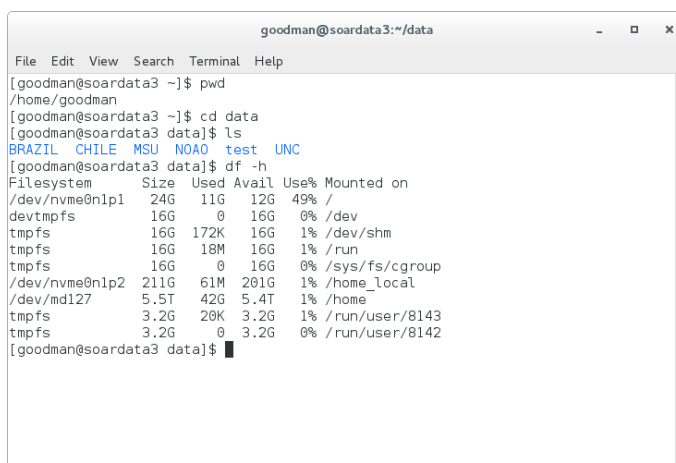 goodman@soardata3:~/data
File Edit View Search Terminal Help
[goodman@soardata3 ~]$ pwd
/home/goodman
[goodman@soardata3 ~]$ cd data
[goodman@soardata3 data]$ ls
BRAZIL CHILE MSU NOAO test UNC
[goodman@soardata3 data]$ df -h
Filesystem Size Used Avail Use% Mounted on
/dev/nvme0n1p1 24G 11G 12G 49% /
devtmpfs 16G 0 16G 0% /dev
tmpfs 16G 172K 16G 1% /dev/shm
tmpfs 16G 18M 16G 1% /run
tmpfs 16G 0 16G 0% /sys/fs/cgroup
/dev/nvme0n1p2 211G 61M 201G 1% /home_local
/dev/md127 5.5T 42G 5.4T 1% /home
tmpfs 3.2G 20K 3.2G 1% /run/user/8143
tmpfs 3.2G 0 3.2G 0% /run/user/8142
[goodman@soardata3 data]$